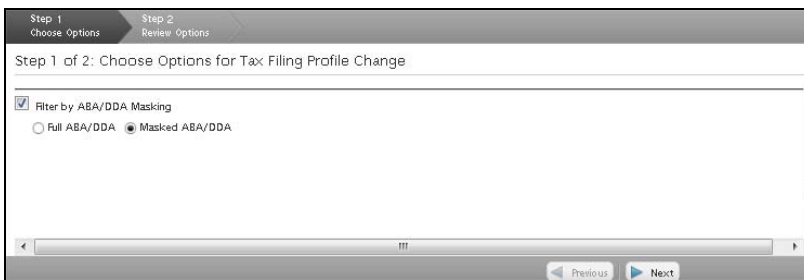 Step 1
Choose Options
Step 2
Review Options
Step 1 of 2: Choose Options for Tax Filing Profile Change
Filter by ABA/DDA Masking
Full ABA/DDA Masked ABA/DDA
Previous Next